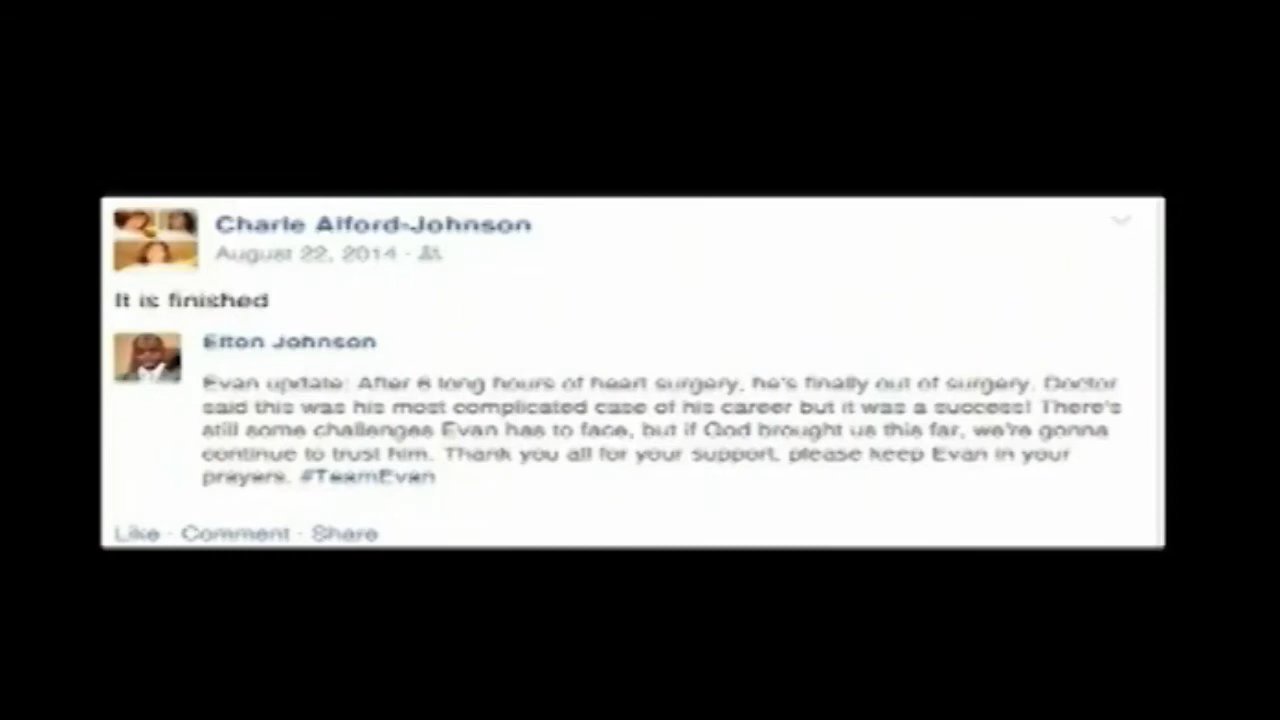 Charle Alford-Johnson
August 22, 2014 ·
It is finished
Elton Johnson
Evan update: After 6 long hours of heart surgery, he's finally out of surgery. Doctor
said this was his most complicated case of his career but it was a success! There's
still some challenges Evan has to face, but if God brought us this far, we're gonna
continue to trust him. Thank you all for your support, please keep Evan in your
prayers. #TeamEvan
Like · Comment · Share